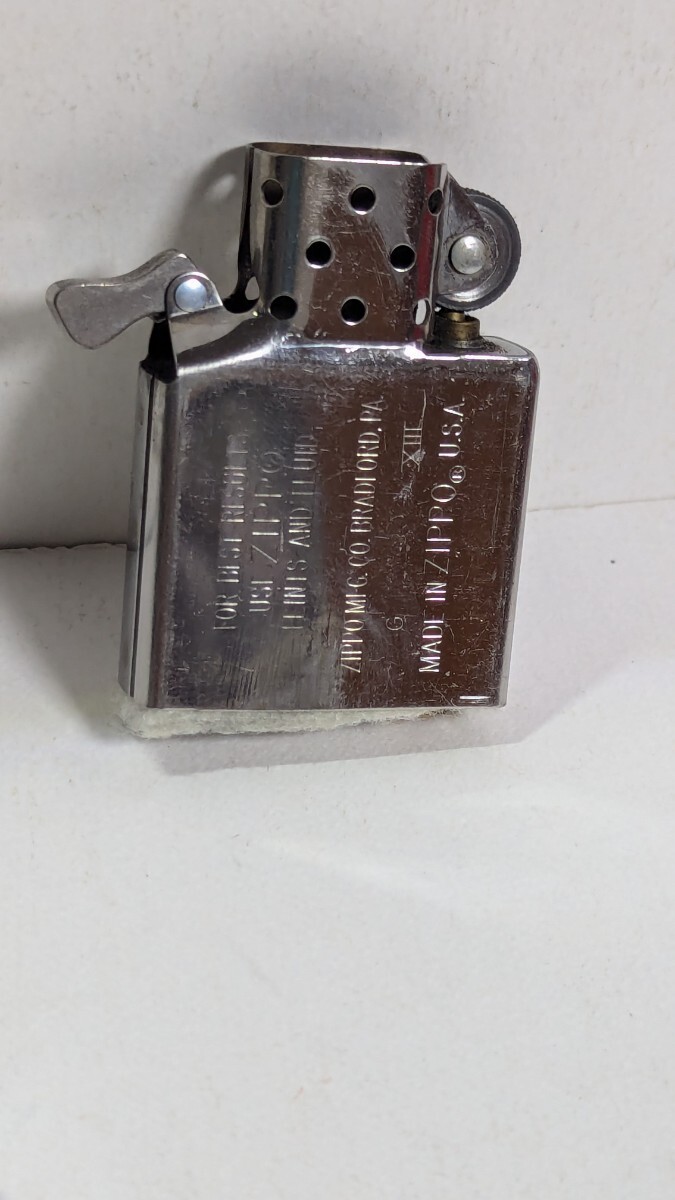 FOR BEST RESULTS
USE ZIPPO®
FLINTS AND FLUID
ZIPPO MFG. CO. BRADFORD, PA.
G XIII
MADE IN ZIPPO® U.S.A.